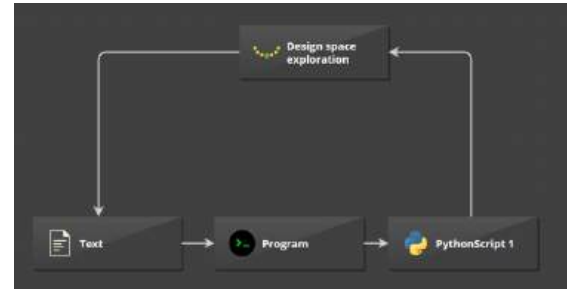 Design space
exploration
Text
Program
PythonScript 1